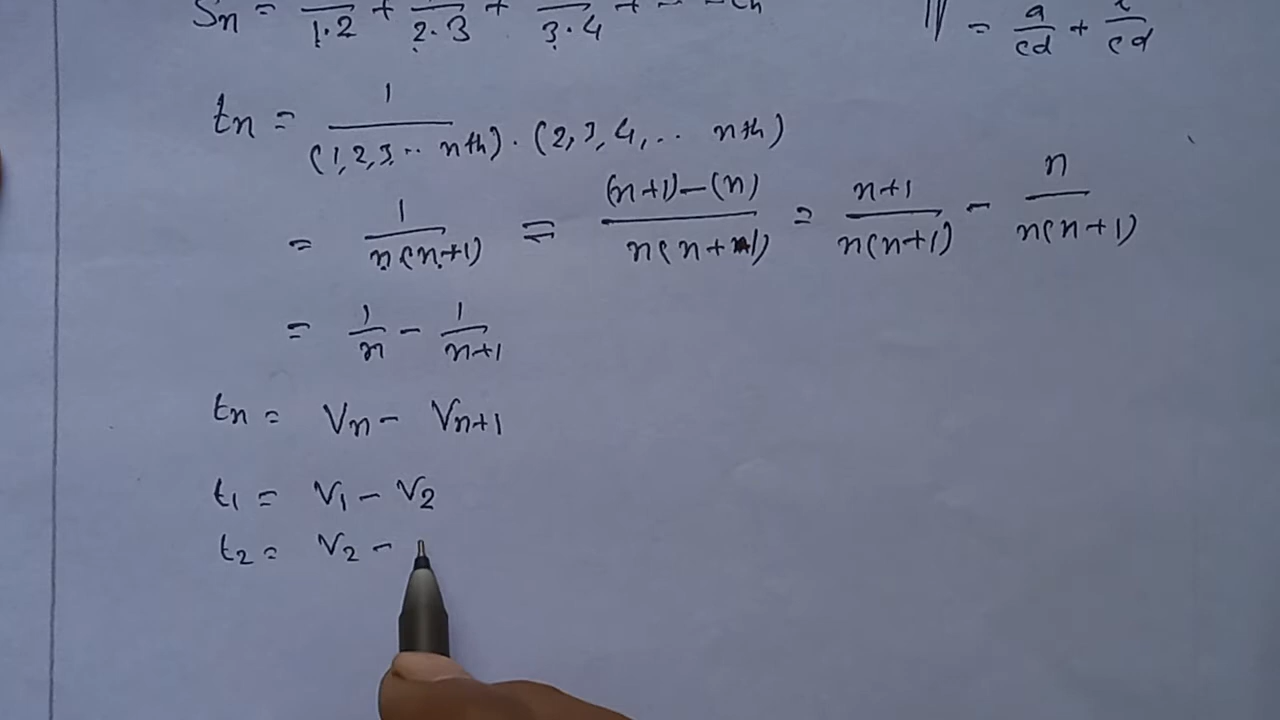 Sn = 1/1·2 + 1/2·3 + 1/3·4 + - - - tn
= a/cd + /cd
tn = 1/(1,2,3.. nth) · (2,3,4,.. nth)
= 1/n(n+1) = (n+1)-(n)/n(n+1) = n+1/n(n+1) - n/n(n+1)
= 1/n - 1/n+1
tn = Vn - Vn+1
t1 = V1 - V2
t2 = V2 -